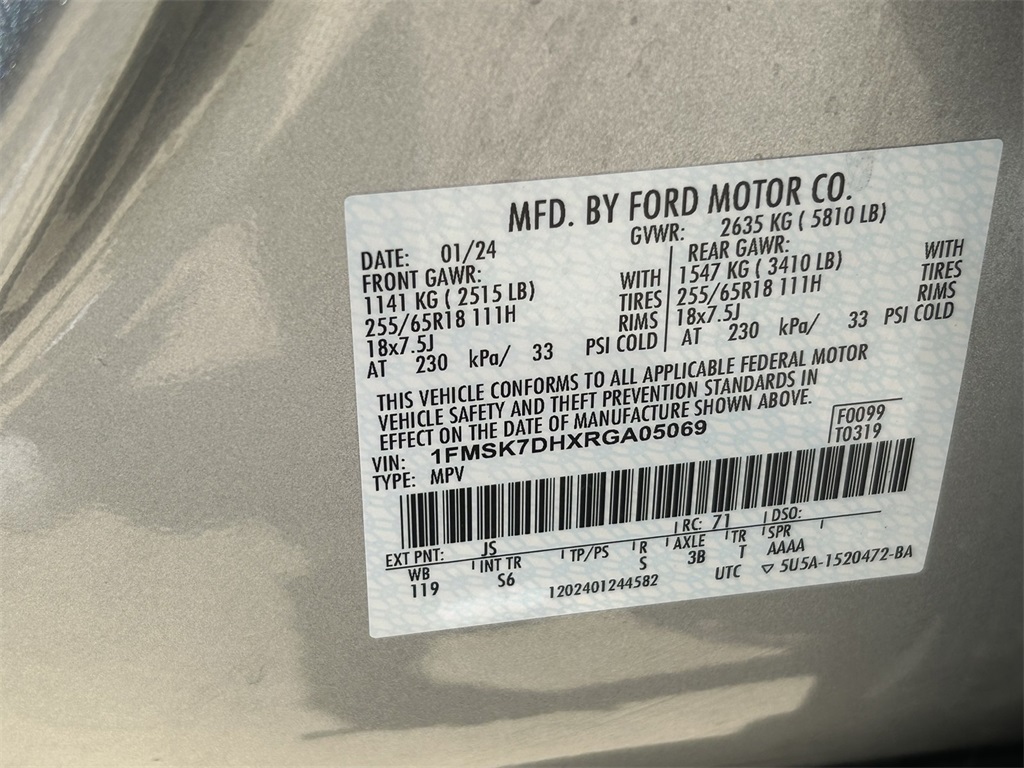 MFD. BY FORD MOTOR CO.
DATE: 01/24
GVWR: 2635 KG ( 5810 LB)
FRONT GAWR:
1141 KG ( 2515 LB) WITH
255/65R18 111H TIRES
18x7.5J RIMS
AT 230 kPa/ 33 PSI COLD
REAR GAWR:
1547 KG ( 3410 LB) WITH
255/65R18 111H TIRES
18x7.5J RIMS
AT 230 kPa/ 33 PSI COLD
THIS VEHICLE CONFORMS TO ALL APPLICABLE FEDERAL MOTOR
VEHICLE SAFETY AND THEFT PREVENTION STANDARDS IN
EFFECT ON THE DATE OF MANUFACTURE SHOWN ABOVE.
VIN: 1FMSK7DHXRGA05069
TYPE: MPV
F0099
T0319
EXT PNT: JS RC: 71 DSO:
WB INT TR TP/PS R AXLE TR SPR
119 S6 S 3B T AAAA
1202401244582 UTC ▽ 5U5A-1520472-BA